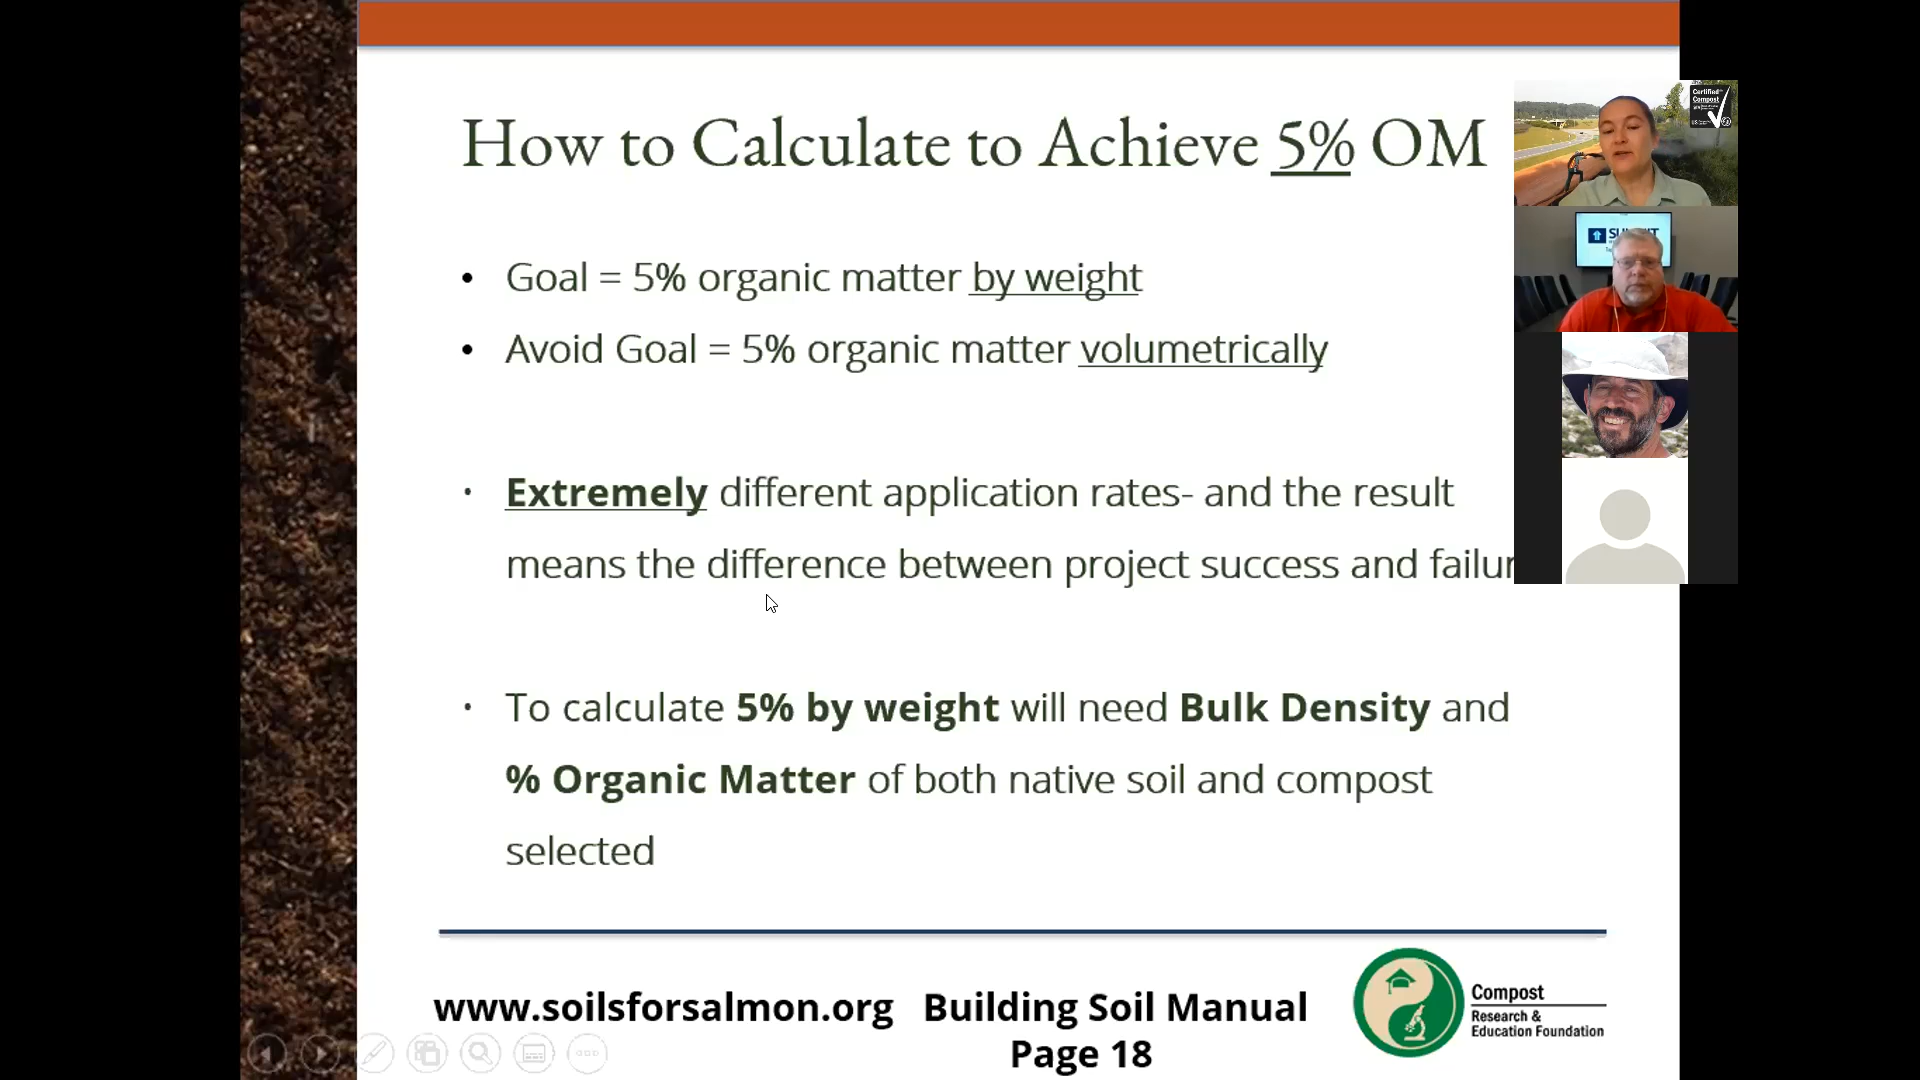 How to Calculate to Achieve 5% OM
• Goal = 5% organic matter by weight
• Avoid Goal = 5% organic matter volumetrically
• Extremely different application rates- and the result
means the difference between project success and failur
• To calculate 5% by weight will need Bulk Density and
% Organic Matter of both native soil and compost
selected
www.soilsforsalmon.org Building Soil Manual
Page 18
Compost
Research &
Education Foundation
Certified
Compost